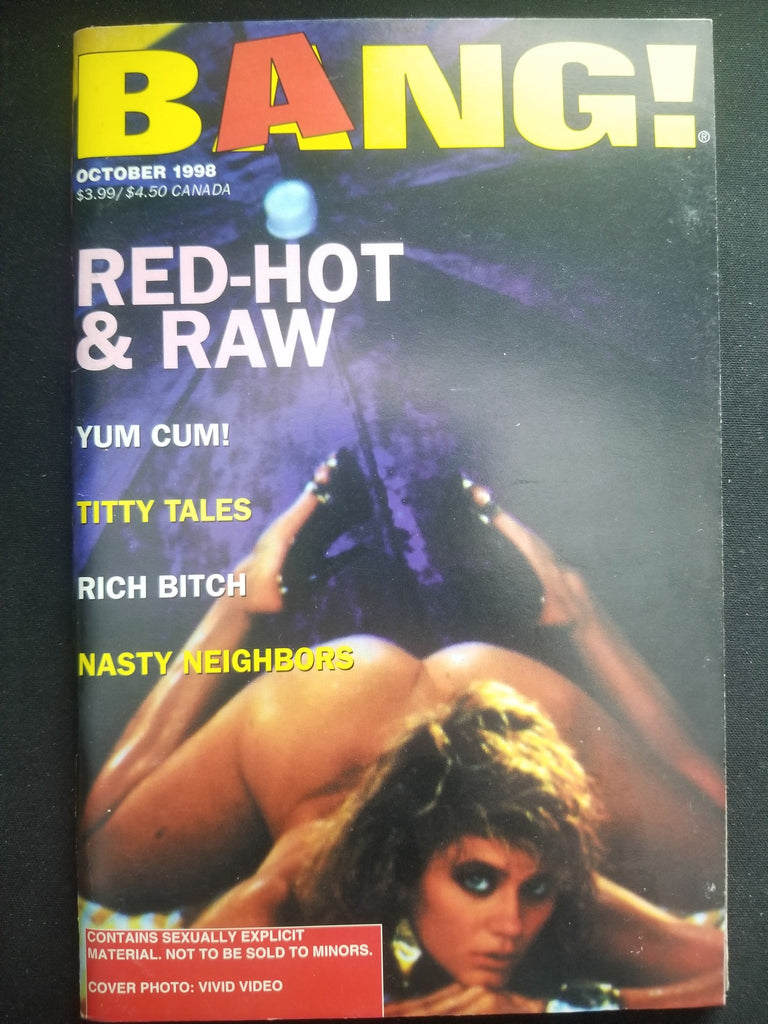 BANG!®
OCTOBER 1998
$3.99/ $4.50 CANADA
RED-HOT
& RAW
YUM CUM!
TITTY TALES
RICH BITCH
NASTY NEIGHBORS
CONTAINS SEXUALLY EXPLICIT
MATERIAL. NOT TO BE SOLD TO MINORS.
COVER PHOTO: VIVID VIDEO